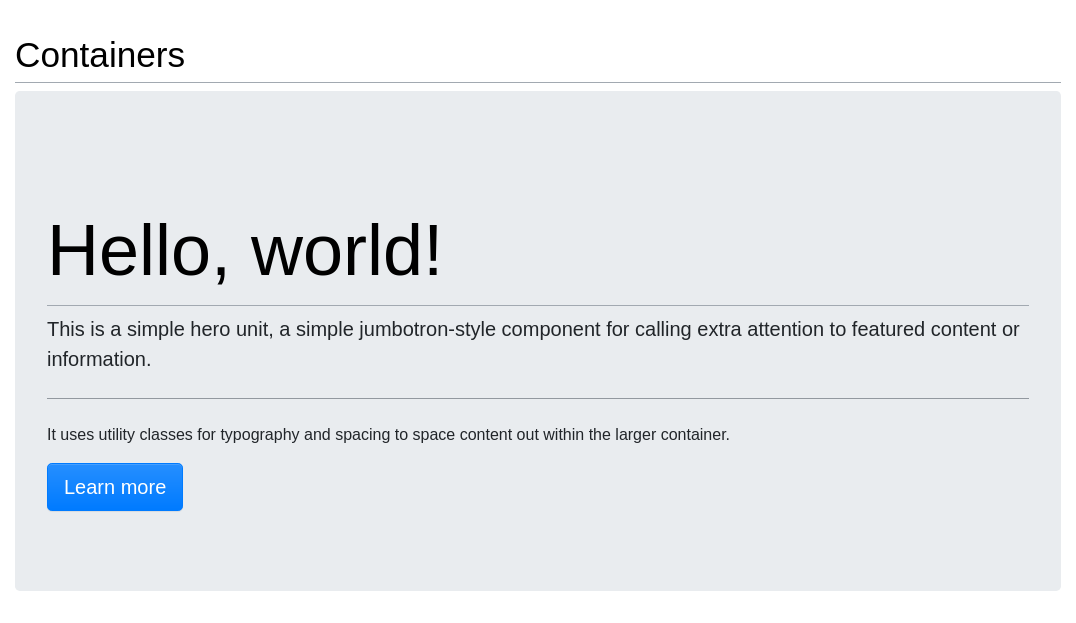 Containers
Hello, world!
This is a simple hero unit, a simple jumbotron-style component for calling extra attention to featured content or
information.
It uses utility classes for typography and spacing to space content out within the larger container.
Learn more